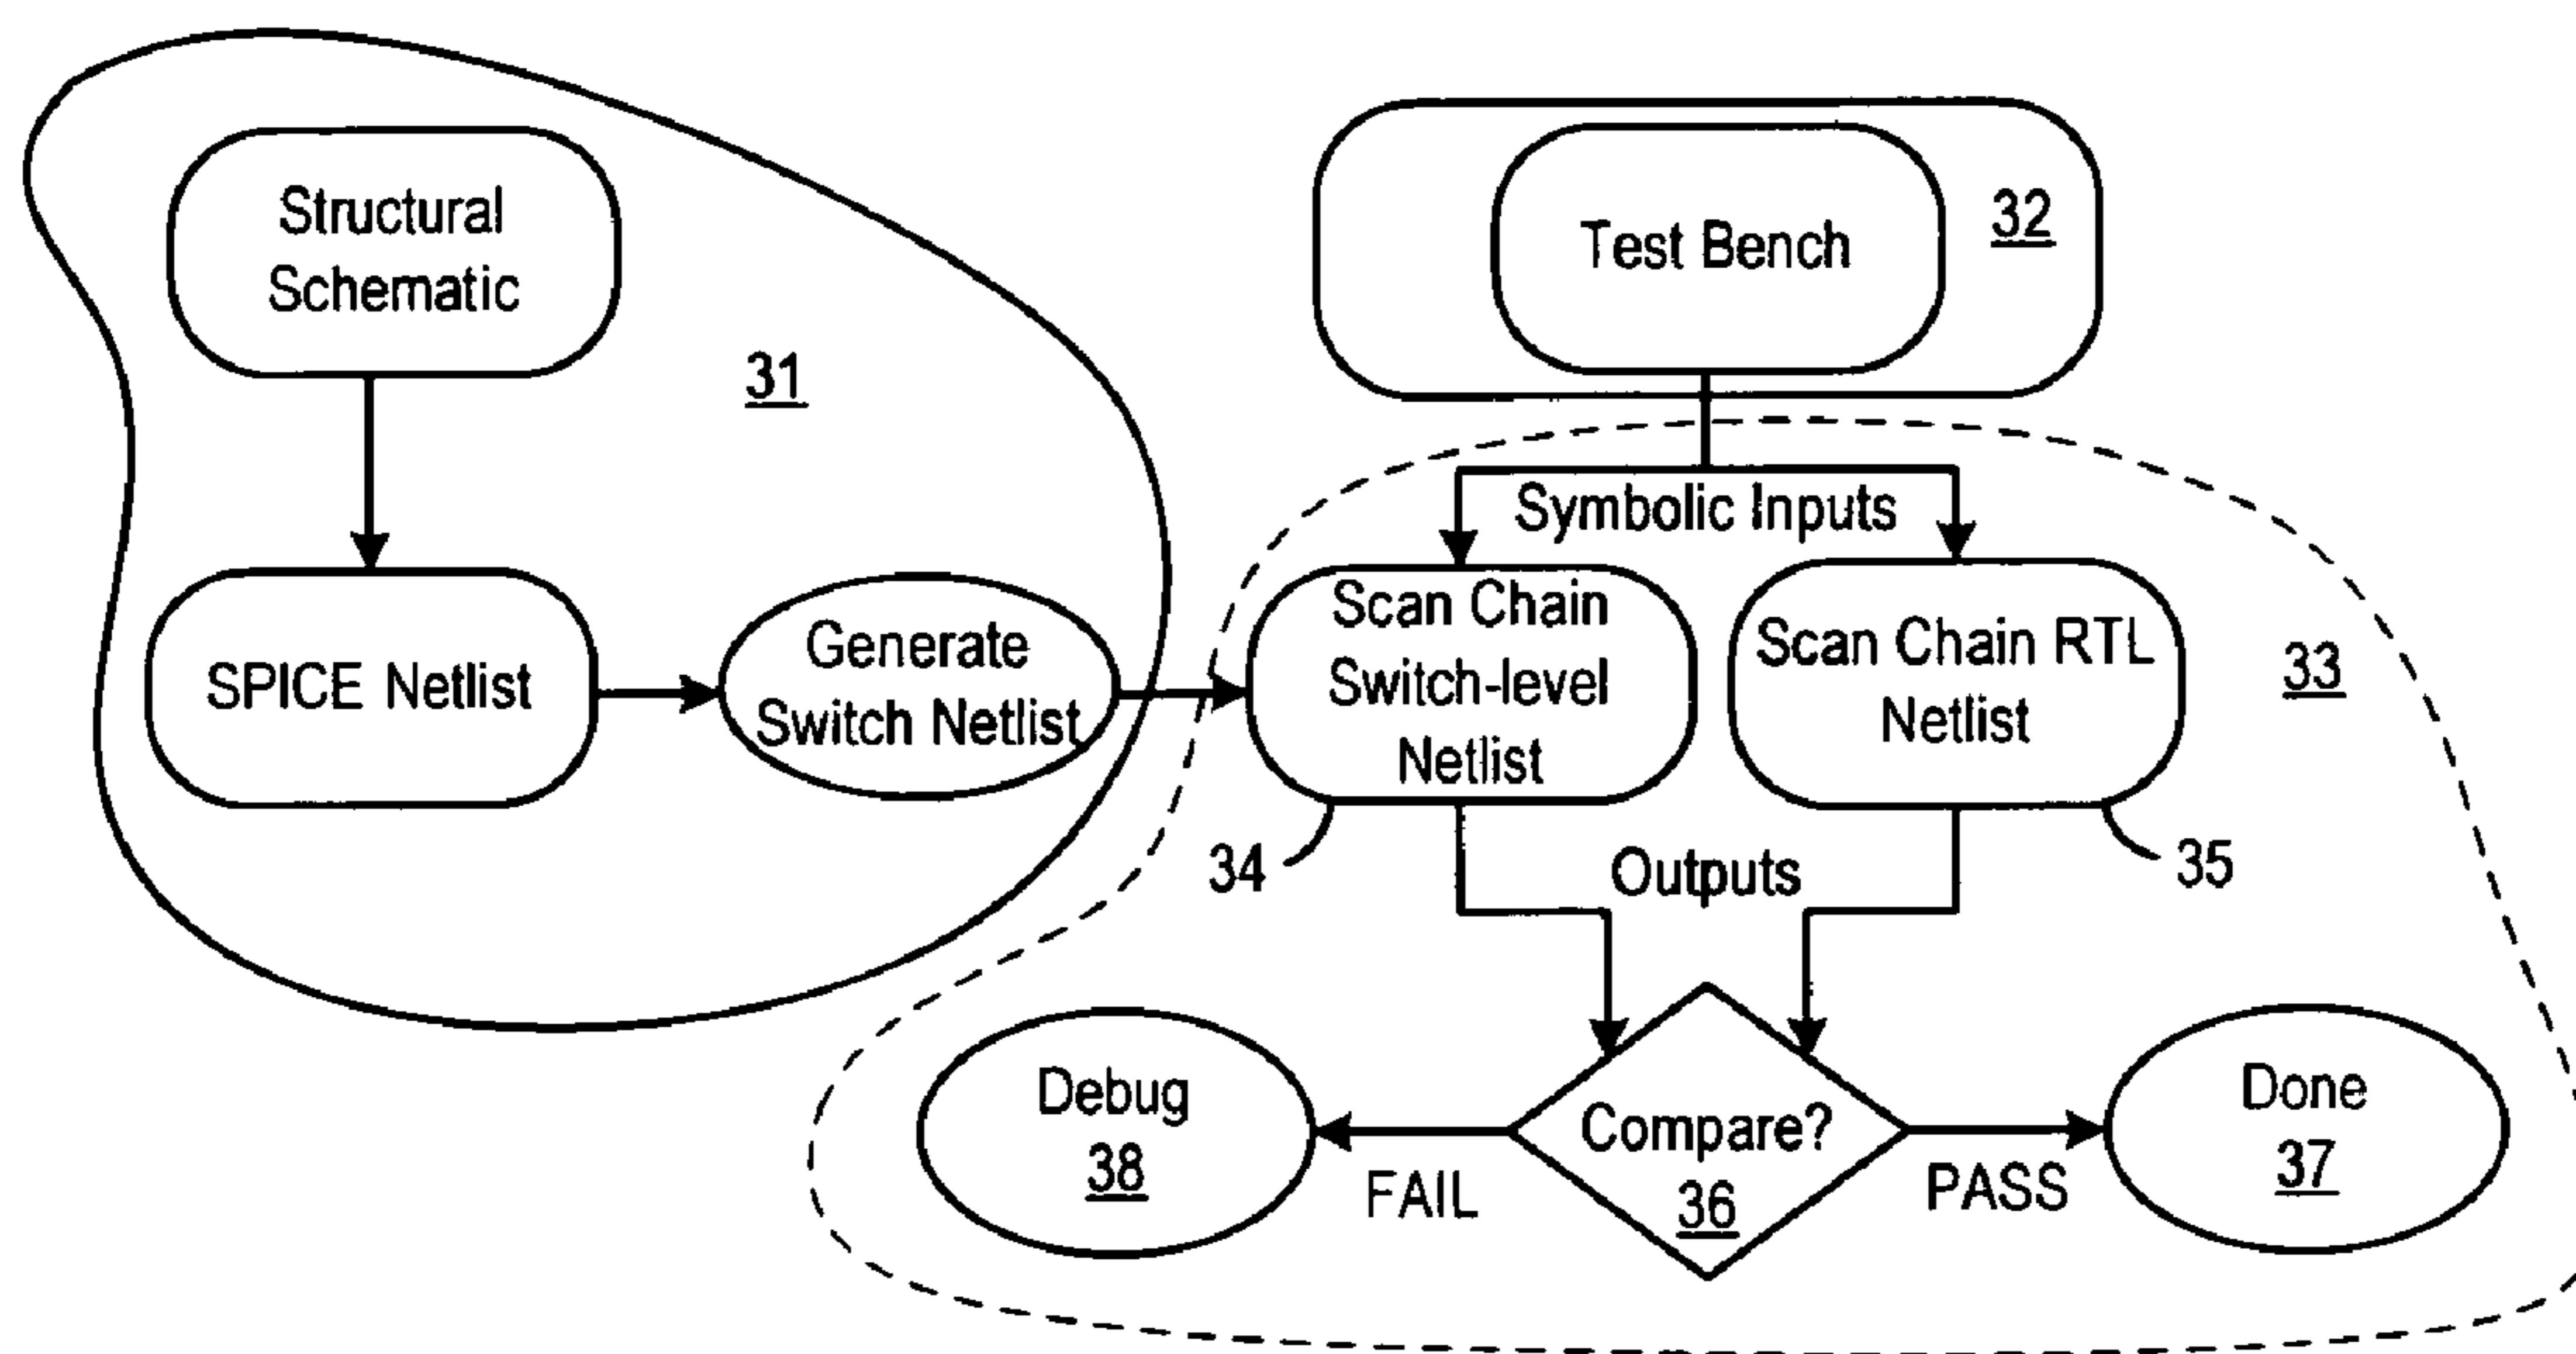 Structural
Schematic
31
SPICE Netlist
Generate
Switch Netlist
Test Bench
32
Symbolic Inputs
Scan Chain
Switch-level
Netlist
34
Scan Chain RTL
Netlist
35
33
Outputs
Compare?
36
FAIL
PASS
Debug
38
Done
37